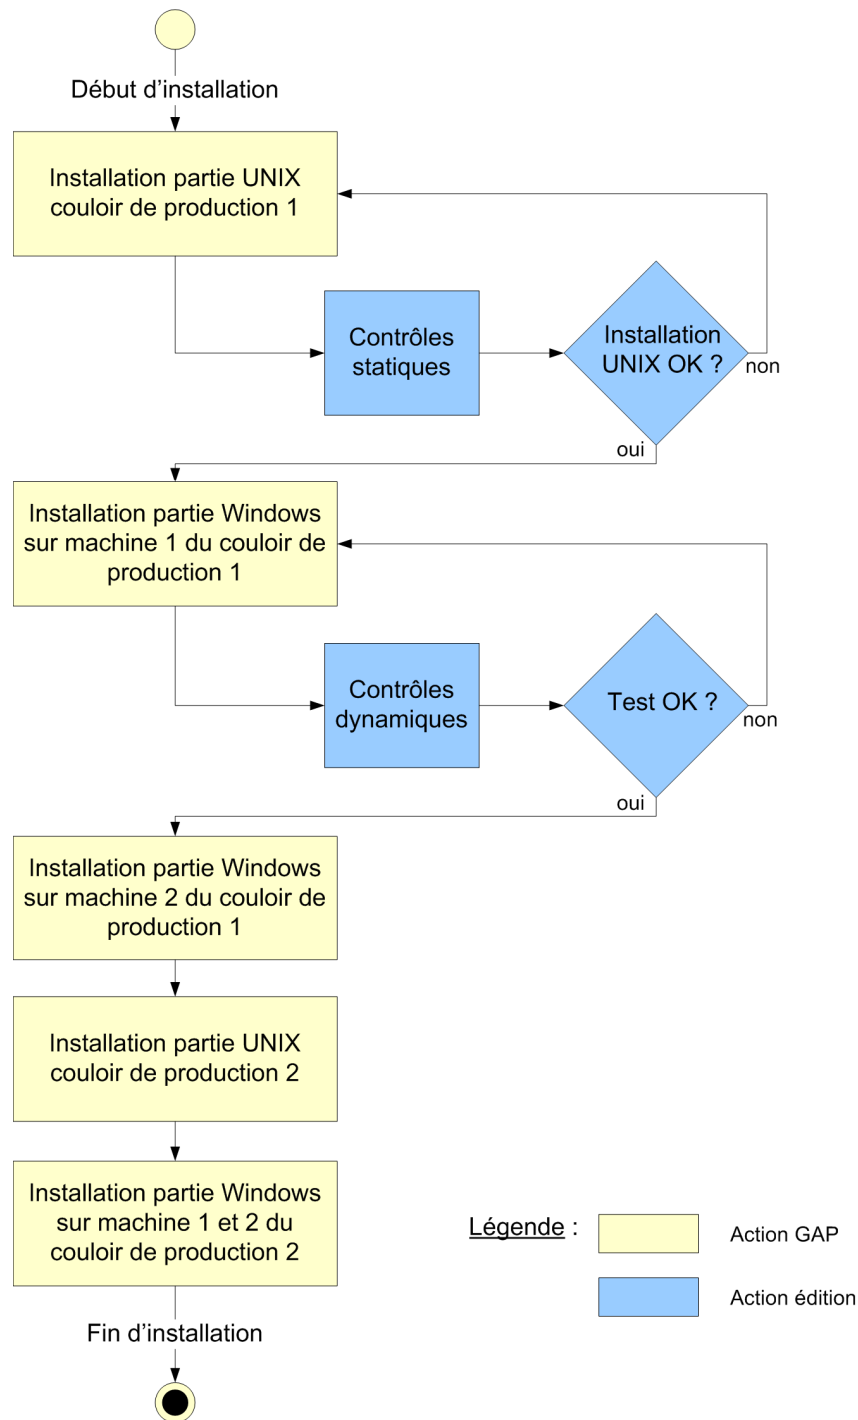 Début d’installation
Installation partie UNIX
couloir de production 1
Contrôles
statiques
Installation
UNIX OK ?
non
oui
Installation partie Windows
sur machine 1 du couloir de
production 1
Contrôles
dynamiques
Test OK ?
non
oui
Installation partie Windows
sur machine 2 du couloir de
production 1
Installation partie UNIX
couloir de production 2
Installation partie Windows
sur machine 1 et 2 du
couloir de production 2
Fin d’installation
Légende :
Action GAP
Action édition